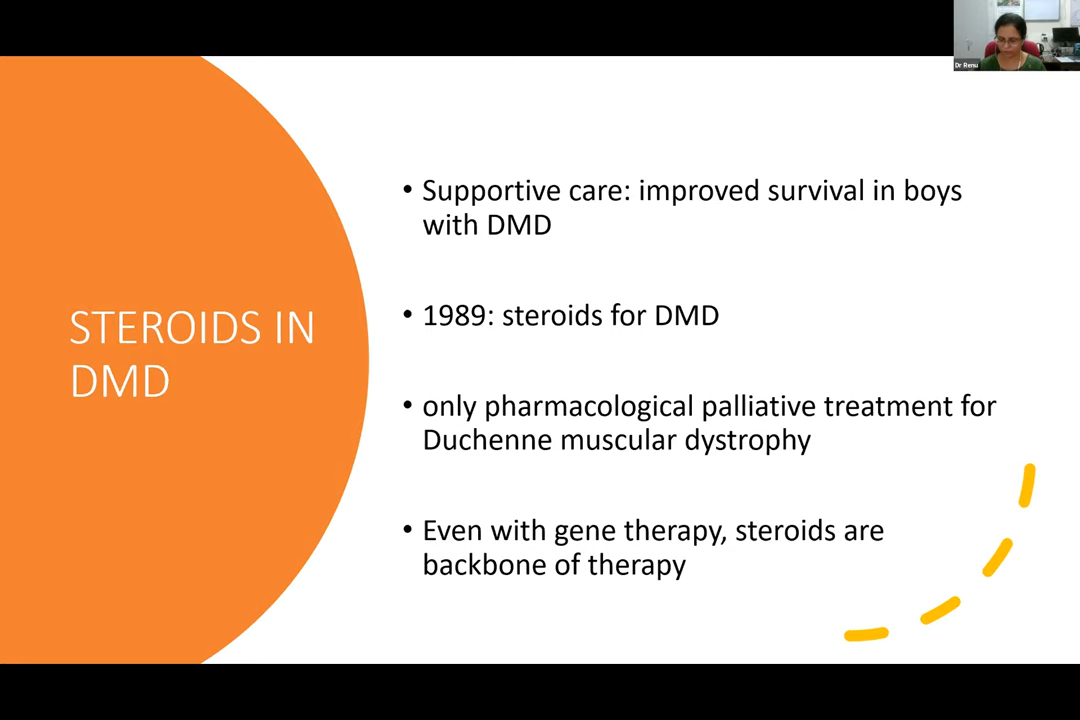 Dr Renu
STEROIDS IN
DMD
• Supportive care: improved survival in boys
with DMD
• 1989: steroids for DMD
• only pharmacological palliative treatment for
Duchenne muscular dystrophy
• Even with gene therapy, steroids are
backbone of therapy